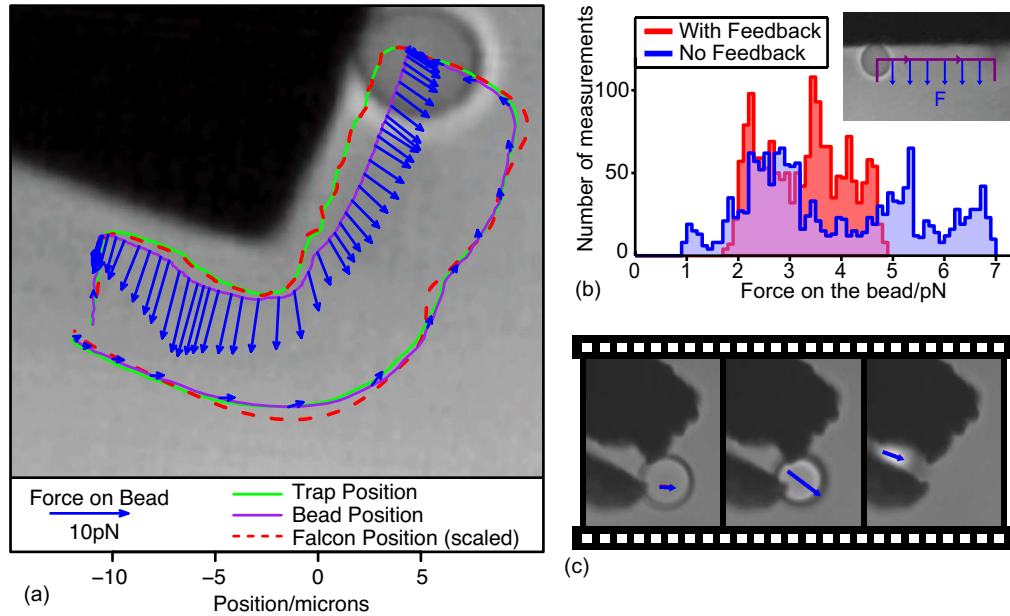 (a)
Force on Bead
10pN
Trap Position
Bead Position
Falcon Position (scaled)
−10
−5
0
5
Position/microns
(a)
(b)
With Feedback
No Feedback
F
Number of measurements
100
50
0
0
1
2
3
4
5
6
7
Force on the bead/pN
(b)
(c)